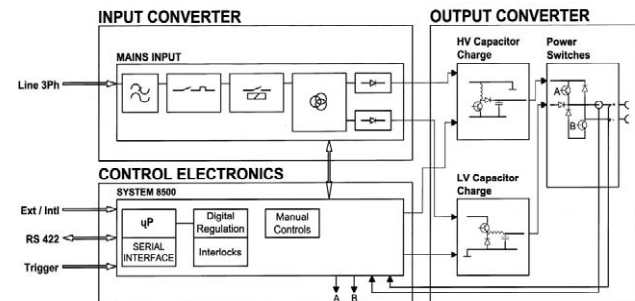 INPUT CONVERTER
OUTPUT CONVERTER
MAINS INPUT
HV Capacitor
Charge
Power
Switches
Line 3Ph
A
B
CONTROL ELECTRONICS
SYSTEM 8500
LV Capacitor
Charge
Ext / Intl
RS 422
Trigger
ųP
SERIAL
INTERFACE
Digital
Regulation
Interlocks
Manual
Controls
A B